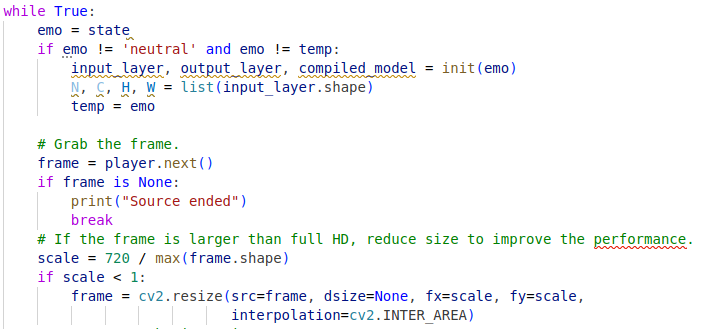 while True:
    emo = state
    if emo != 'neutral' and emo != temp:
        input_layer, output_layer, compiled_model = init(emo)
        N, C, H, W = list(input_layer.shape)
        temp = emo

    # Grab the frame.
    frame = player.next()
    if frame is None:
        print("Source ended")
        break
    # If the frame is larger than full HD, reduce size to improve the performance.
    scale = 720 / max(frame.shape)
    if scale < 1:
        frame = cv2.resize(src=frame, dsize=None, fx=scale, fy=scale,
                           interpolation=cv2.INTER_AREA)